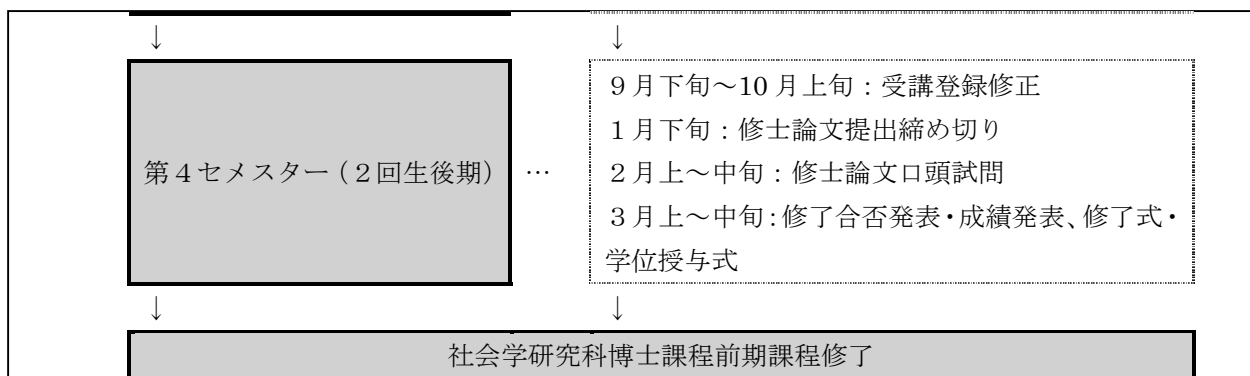 ↓ ↓
第４セメスター（２回生後期） …
９月下旬～10 月上旬：受講登録修正
１月下旬：修士論文提出締め切り
２月上～中旬：修士論文口頭試問
３月上～中旬：修了合否発表・成績発表、修了式・
学位授与式
↓ ↓
社会学研究科博士課程前期課程修了